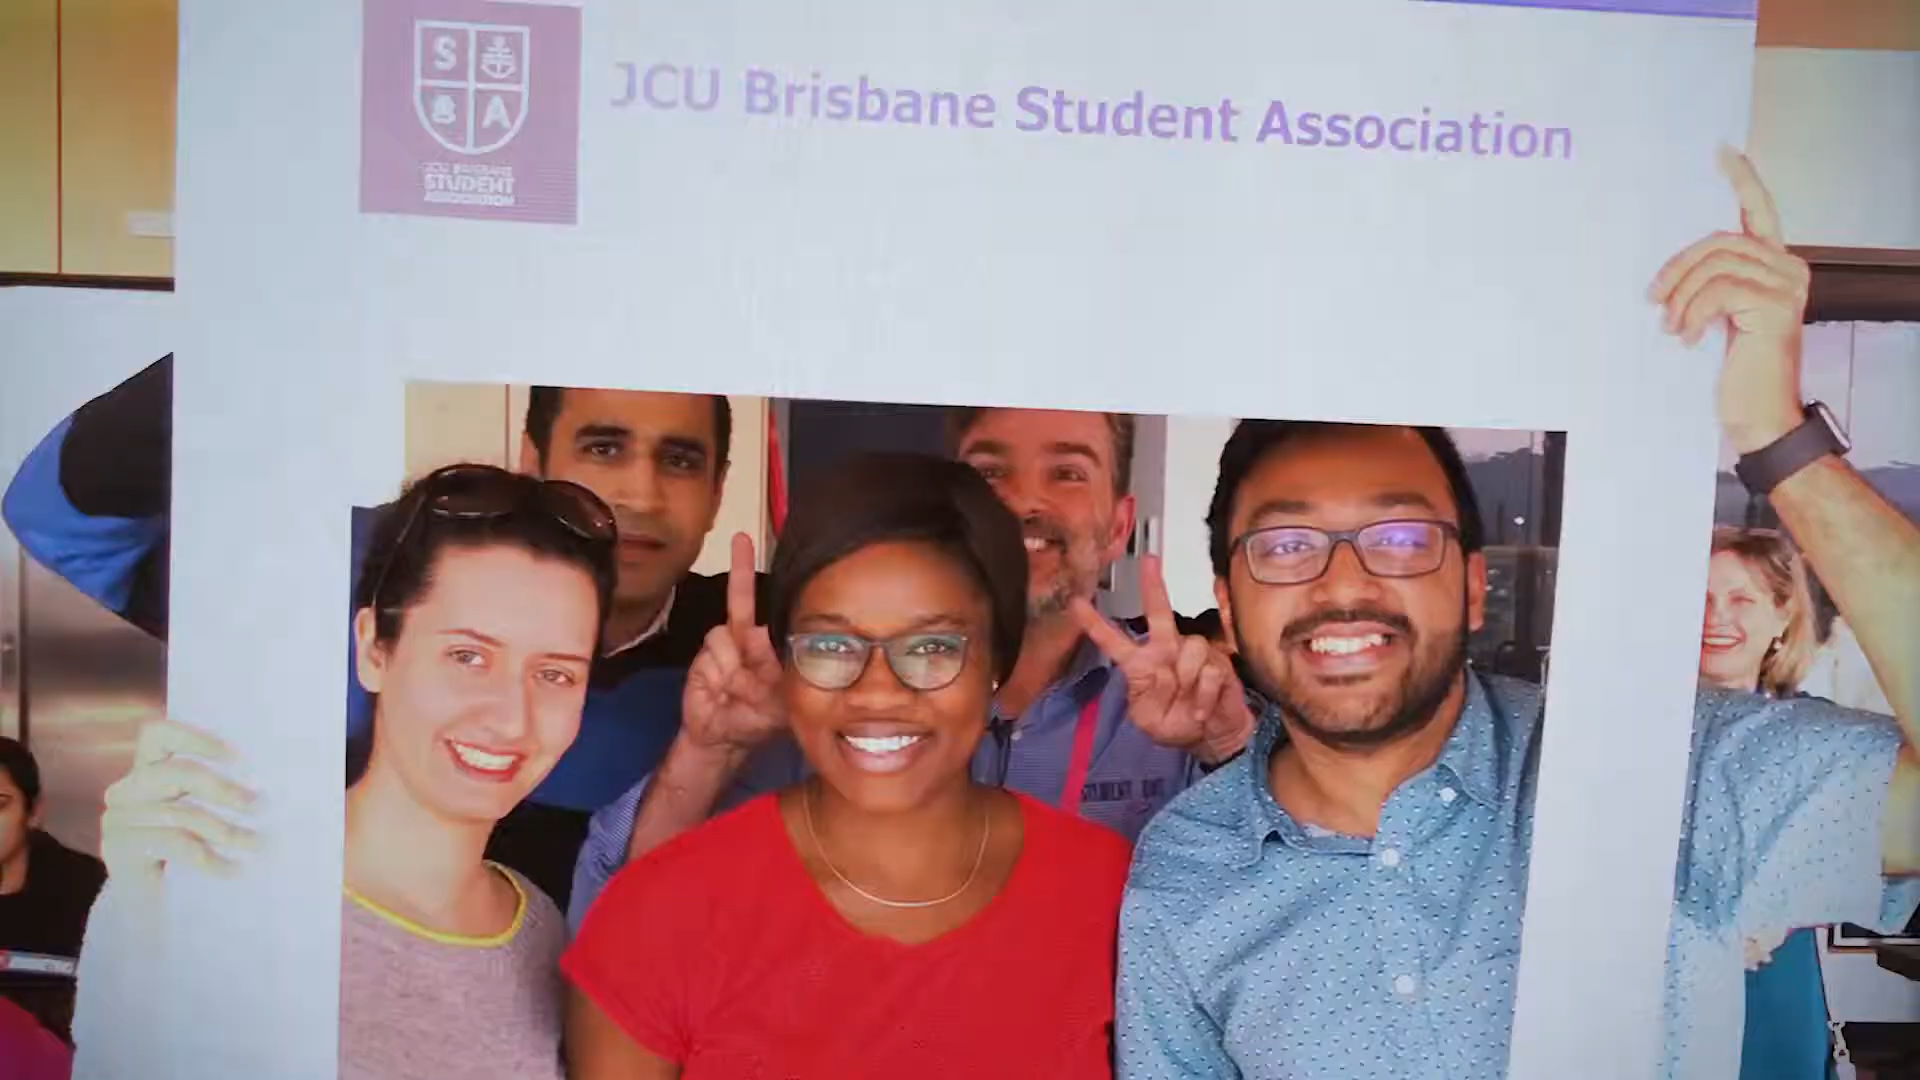 S
B A
JCU BRISBANE
STUDENT
ASSOCIATION
JCU Brisbane Student Association